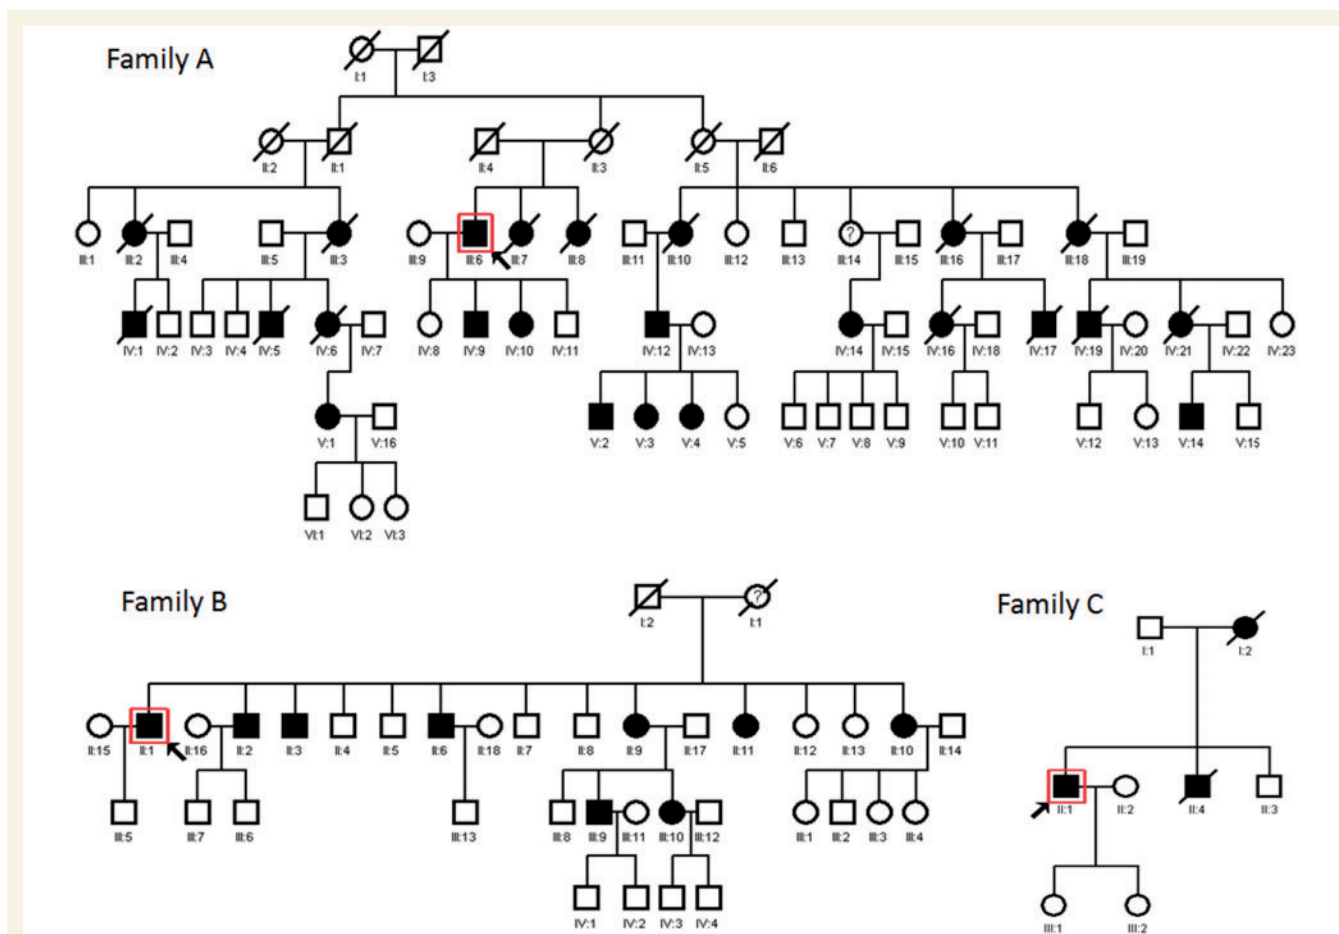 Family A
I:1 I:3
II:2 II:1 II:4 II:3 II:5 II:6
?
III:1 III:2 III:4 III:5 III:3 III:9 III:6 III:7 III:8 III:11 III:10 III:12 III:13 III:14 III:15 III:16 III:17 III:18 III:19
IV:1 IV:2 IV:3 IV:4 IV:5 IV:6 IV:7 IV:8 IV:9 IV:10 IV:11 IV:12 IV:13 IV:14 IV:15 IV:16 IV:18 IV:17 IV:19 IV:20 IV:21 IV:22 IV:23
V:1 V:16 V:2 V:3 V:4 V:5 V:6 V:7 V:8 V:9 V:10 V:11 V:12 V:13 V:14 V:15
VI:1 VI:2 VI:3
Family B
?
I:2 I:1
II:15 II:1 II:16 II:2 II:3 II:4 II:5 II:6 II:18 II:7 II:8 II:9 II:17 II:11 II:12 II:13 II:10 II:14
III:5 III:7 III:6 III:13 III:8 III:9 III:11 III:10 III:12 III:1 III:2 III:3 III:4
IV:1 IV:2 IV:3 IV:4
Family C
I:1 I:2
II:1 II:2 II:4 II:3
III:1 III:2